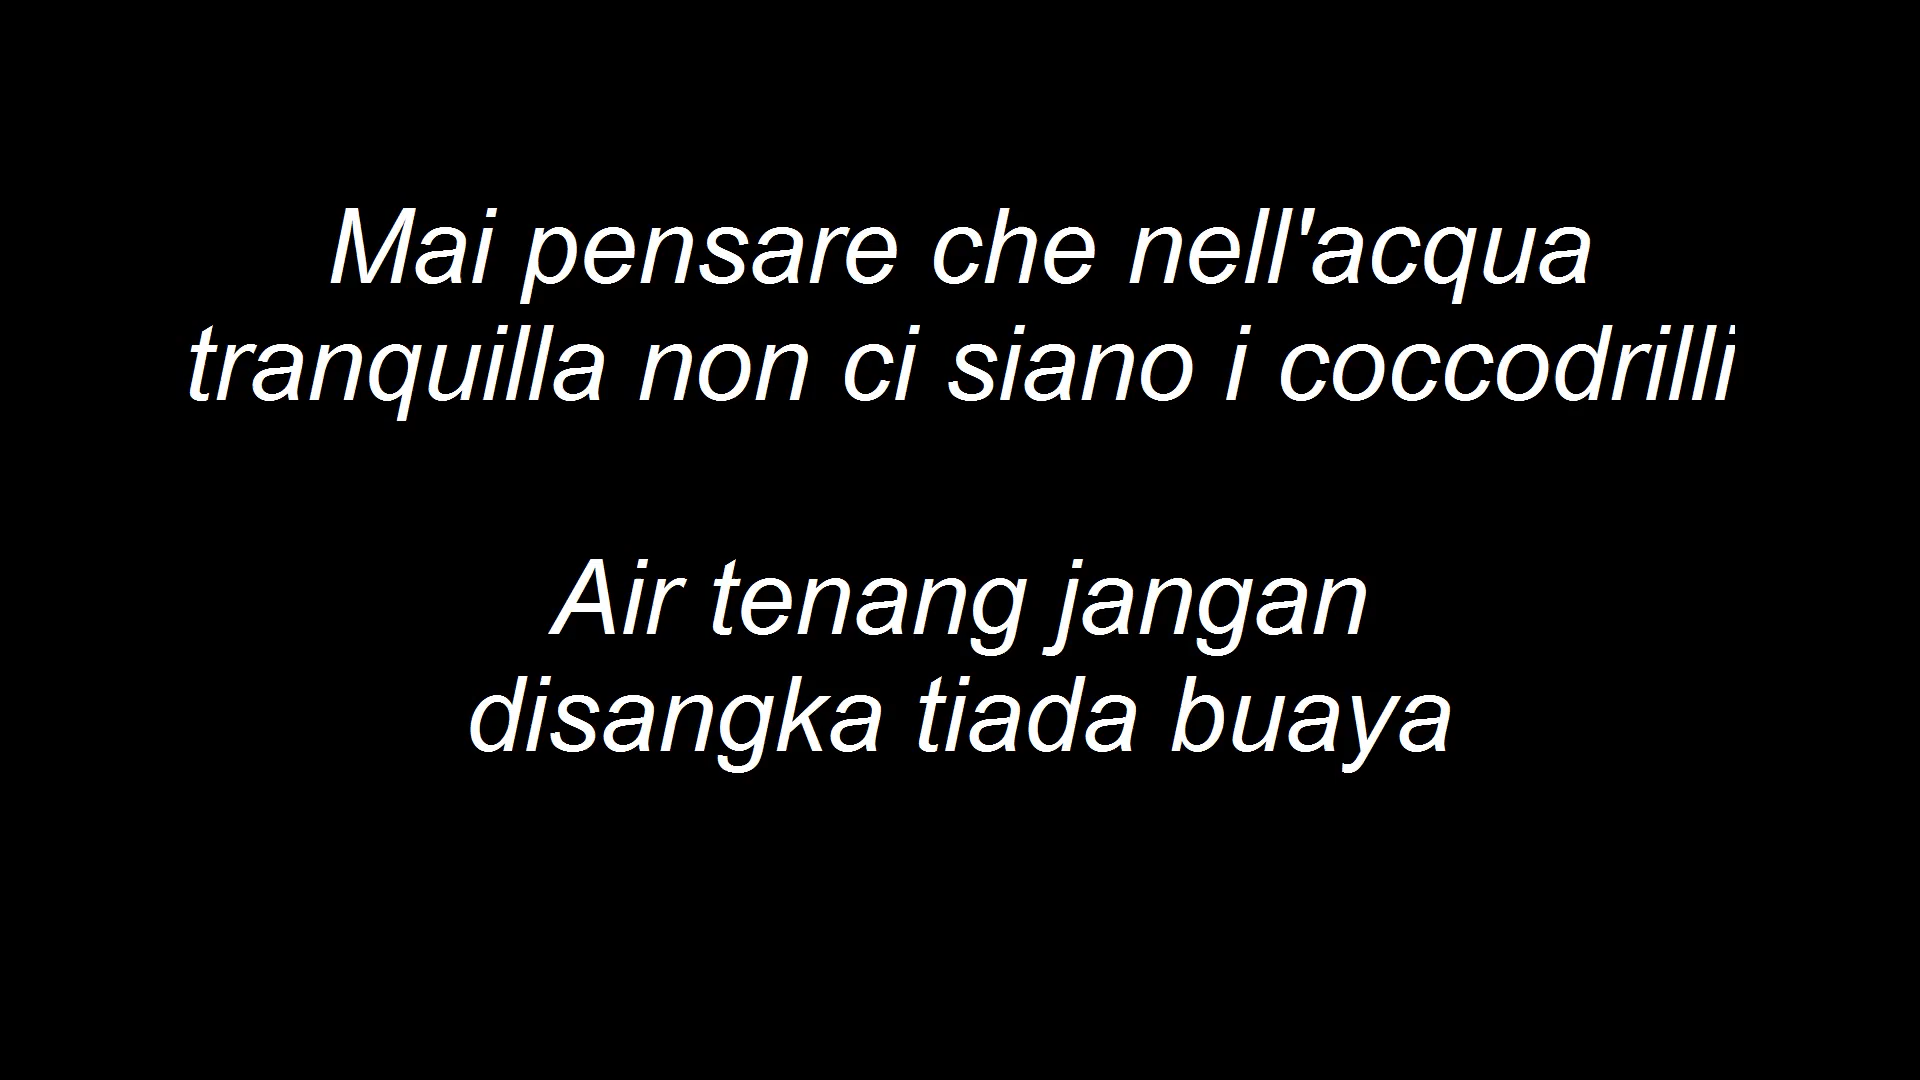 Mai pensare che nell'acqua
tranquilla non ci siano i coccodrilli
Air tenang jangan
disangka tiada buaya